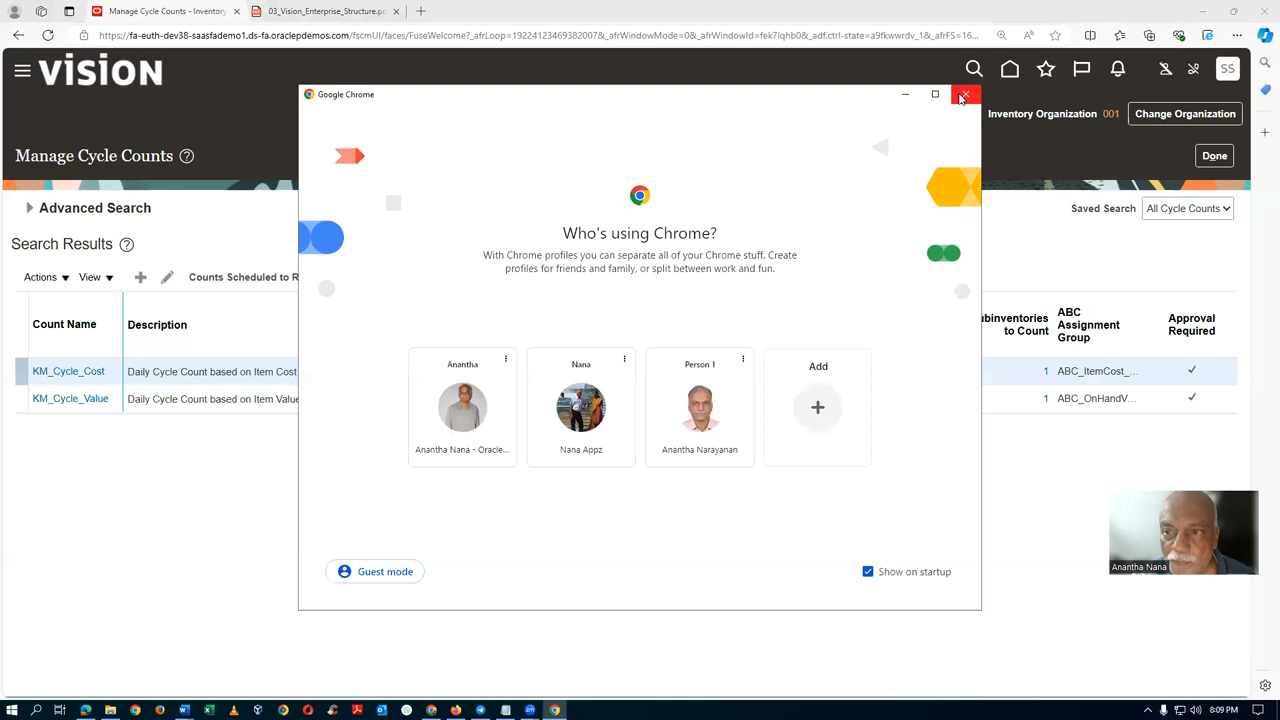 Manage Cycle Counts - Inventory
03_Vision_Enterprise_Structure.pc
https://fa-euth-dev38-saasfademo1.ds-fa.oraclepdemos.com/fscmUI/faces/FuseWelcome?_afrLoop=19224123469382007&_afrWindowMode=0&_afrWindowId=fek7lqhb0&_adf.ctrl-state=a9fkwwrdv_1&_afrFS=16...
VISION
SS
Google Chrome
Inventory Organization 001
Change Organization
Manage Cycle Counts
Done
Advanced Search
Saved Search
All Cycle Counts
Search Results
Who's using Chrome?
With Chrome profiles you can separate all of your Chrome stuff. Create
profiles for friends and family, or split between work and fun.
Actions
View
Counts Scheduled to R
Count Name
Description
ubinventories
to Count
ABC
Assignment
Group
Approval
Required
KM_Cycle_Cost
Daily Cycle Count based on Item Cost
1
ABC_ItemCost_...
KM_Cycle_Value
Daily Cycle Count based on Item Value
1
ABC_OnHandV...
Anantha
Nana
Person 1
Add
Anantha Nana - Oracle...
Nana Appz
Anantha Narayanan
Guest mode
Show on startup
Anantha Nana
8:09 PM